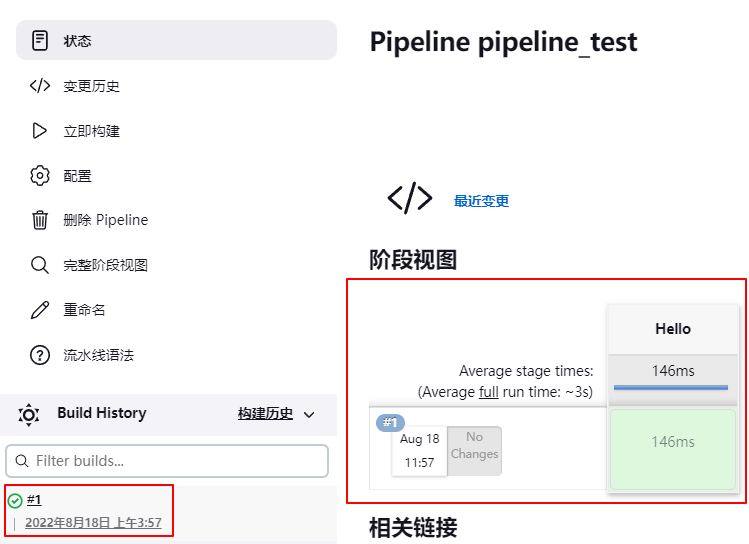 状态
变更历史
立即构建
配置
删除 Pipeline
完整阶段视图
重命名
流水线语法
Build History
构建历史
Filter builds...
#1
2022年8月18日 上午3:57
Pipeline pipeline_test
最近变更
阶段视图
Hello
Average stage times:
146ms
(Average full run time: ~3s)
#1
Aug 18
11:57
No
Changes
146ms
相关链接